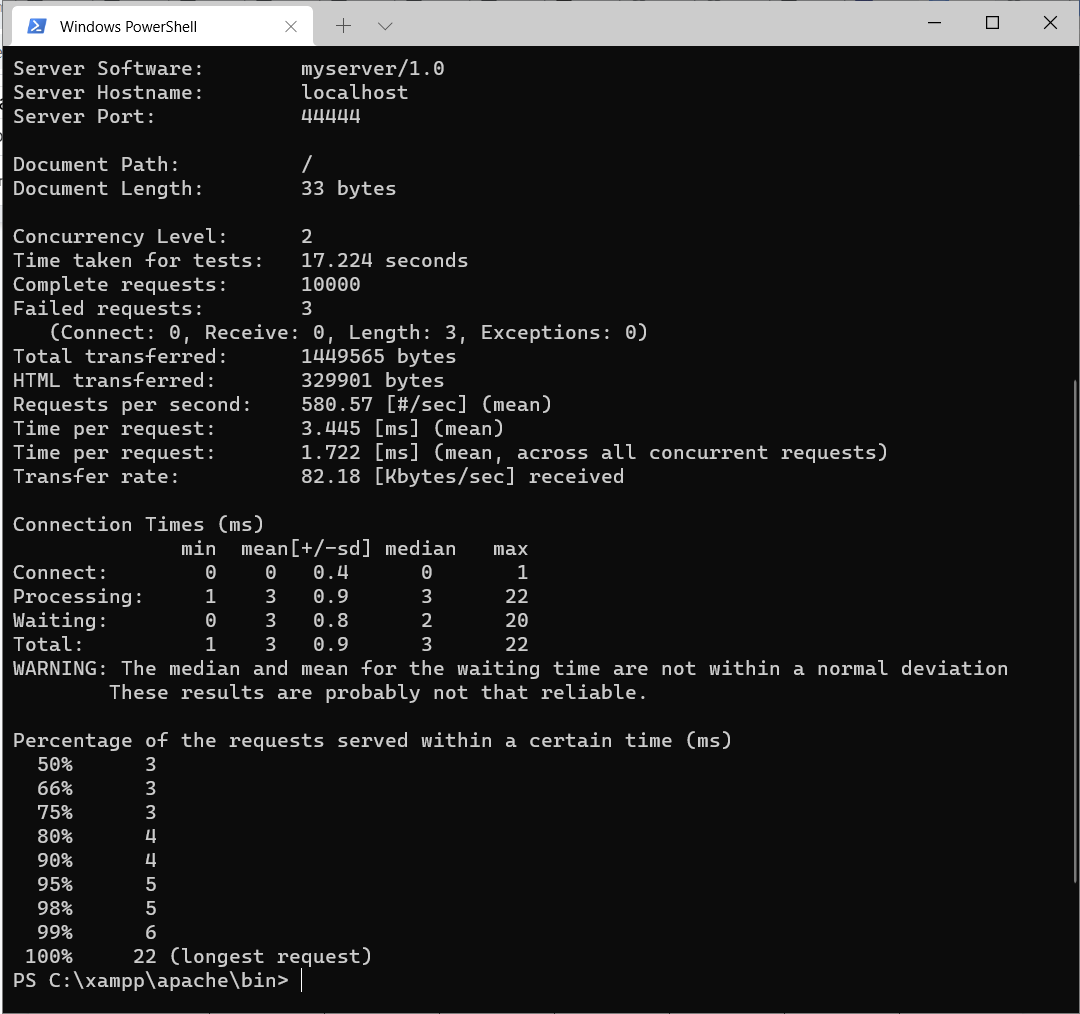 Windows PowerShell
Server Software:        myserver/1.0
Server Hostname:        localhost
Server Port:            44444

Document Path:          /
Document Length:        33 bytes

Concurrency Level:      2
Time taken for tests:   17.224 seconds
Complete requests:      10000
Failed requests:        3
   (Connect: 0, Receive: 0, Length: 3, Exceptions: 0)
Total transferred:      1449565 bytes
HTML transferred:       329901 bytes
Requests per second:    580.57 [#/sec] (mean)
Time per request:       3.445 [ms] (mean)
Time per request:       1.722 [ms] (mean, across all concurrent requests)
Transfer rate:          82.18 [Kbytes/sec] received

Connection Times (ms)
              min  mean[+/-sd] median   max
Connect:        0    0   0.4      0       1
Processing:     1    3   0.9      3      22
Waiting:        0    3   0.8      2      20
Total:          1    3   0.9      3      22
WARNING: The median and mean for the waiting time are not within a normal deviation
        These results are probably not that reliable.

Percentage of the requests served within a certain time (ms)
  50%      3
  66%      3
  75%      3
  80%      4
  90%      4
  95%      5
  98%      5
  99%      6
 100%     22 (longest request)
PS C:\xampp\apache\bin>